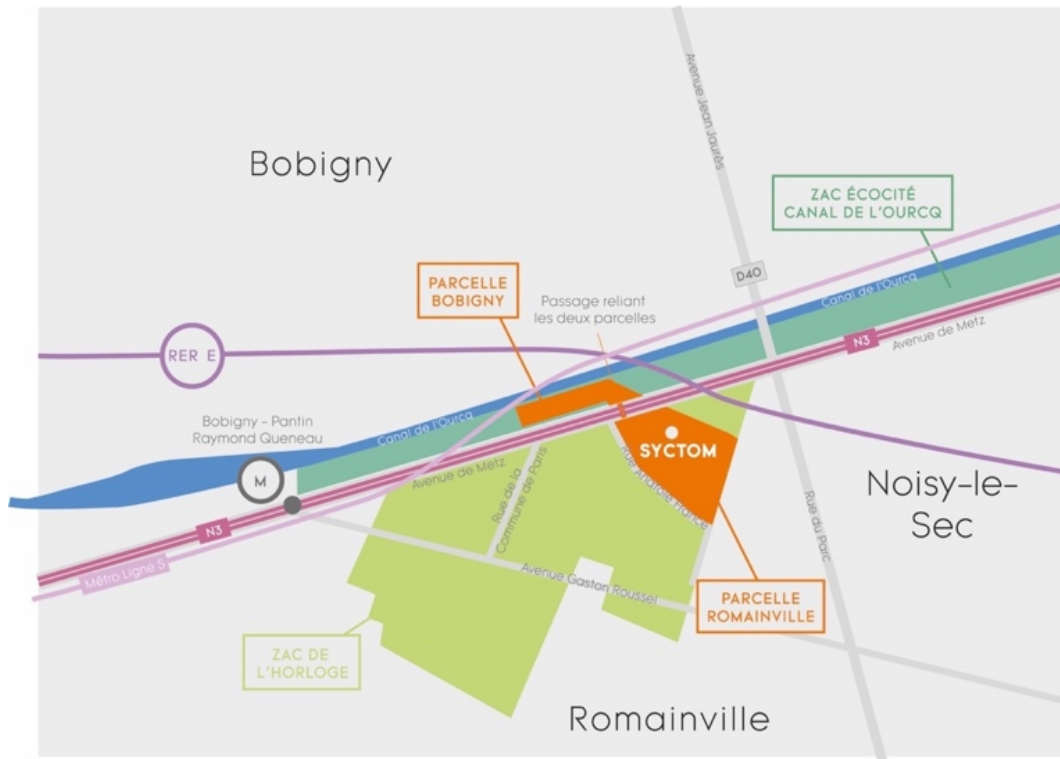 Avenue Jean Jaurès
Bobigny
ZAC ÉCOCITÉ
CANAL DE L'OURCQ
D40
PARCELLE
BOBIGNY
Passage reliant
les deux parcelles
Canal de l'Ourcq
N3
Avenue de Metz
RER E
Bobigny – Pantin
Raymond Queneau
Canal de l'Ourcq
M
Avenue de Metz
SYCTOM
Rue de la
Commune de Paris
Rue Anatole France
Noisy-le-
Sec
N3
Métro Ligne 5
Rue du Parc
Avenue Gaston Roussel
PARCELLE
ROMAINVILLE
ZAC DE
L'HORLOGE
Romainville